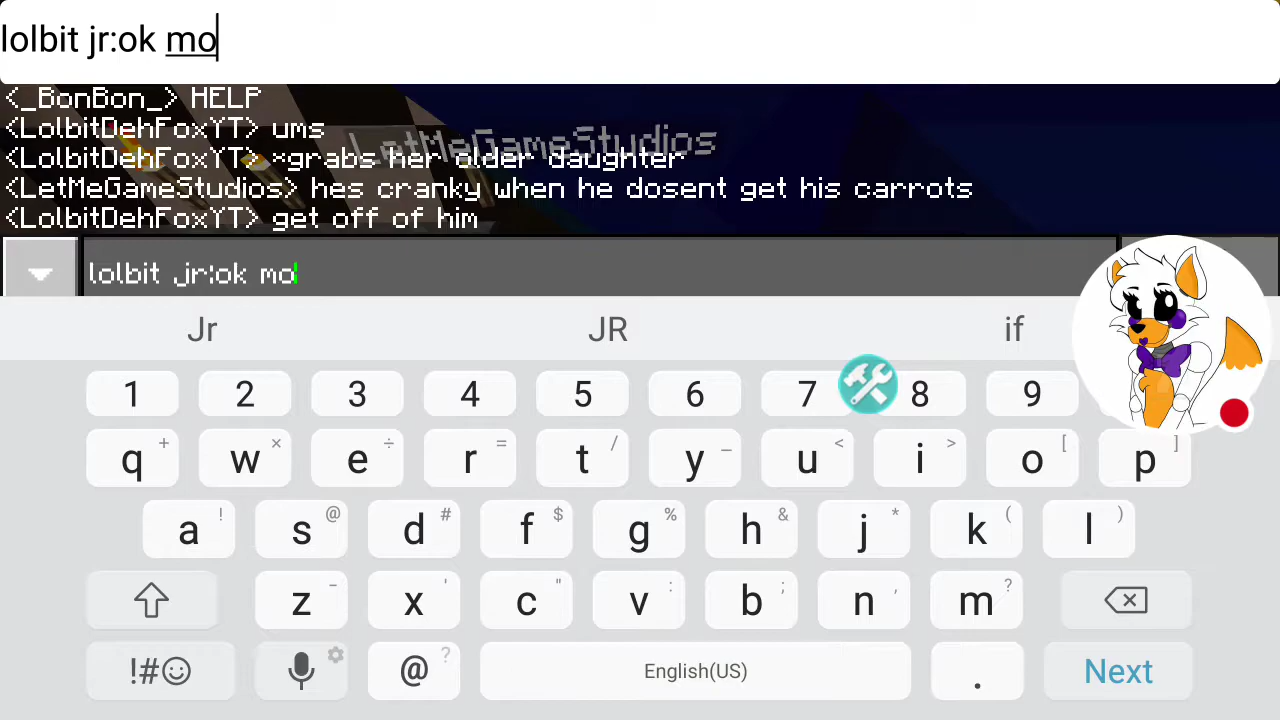 lolbit jr:ok mo
<_BonBon_> HELP
<LolbitDehFoxYT> ums
LetMeGameStudios
<LolbitDehFoxYT> *grabs her older daughter
<LetMeGameStudios> hes cranky when he dosent get his carrots
<LolbitDehFoxYT> get off of him
lolbit jr:ok mo
Jr JR if
1 2 3 4 5 6 7 8 9
q + w × e ÷ r = t / y _ u < i > o [ p ]
a ! s @ d # f $ g % h & j * k ( l )
z - x ' c " v : b ; n , m ?
!#☺ @ ? English(US) . Next